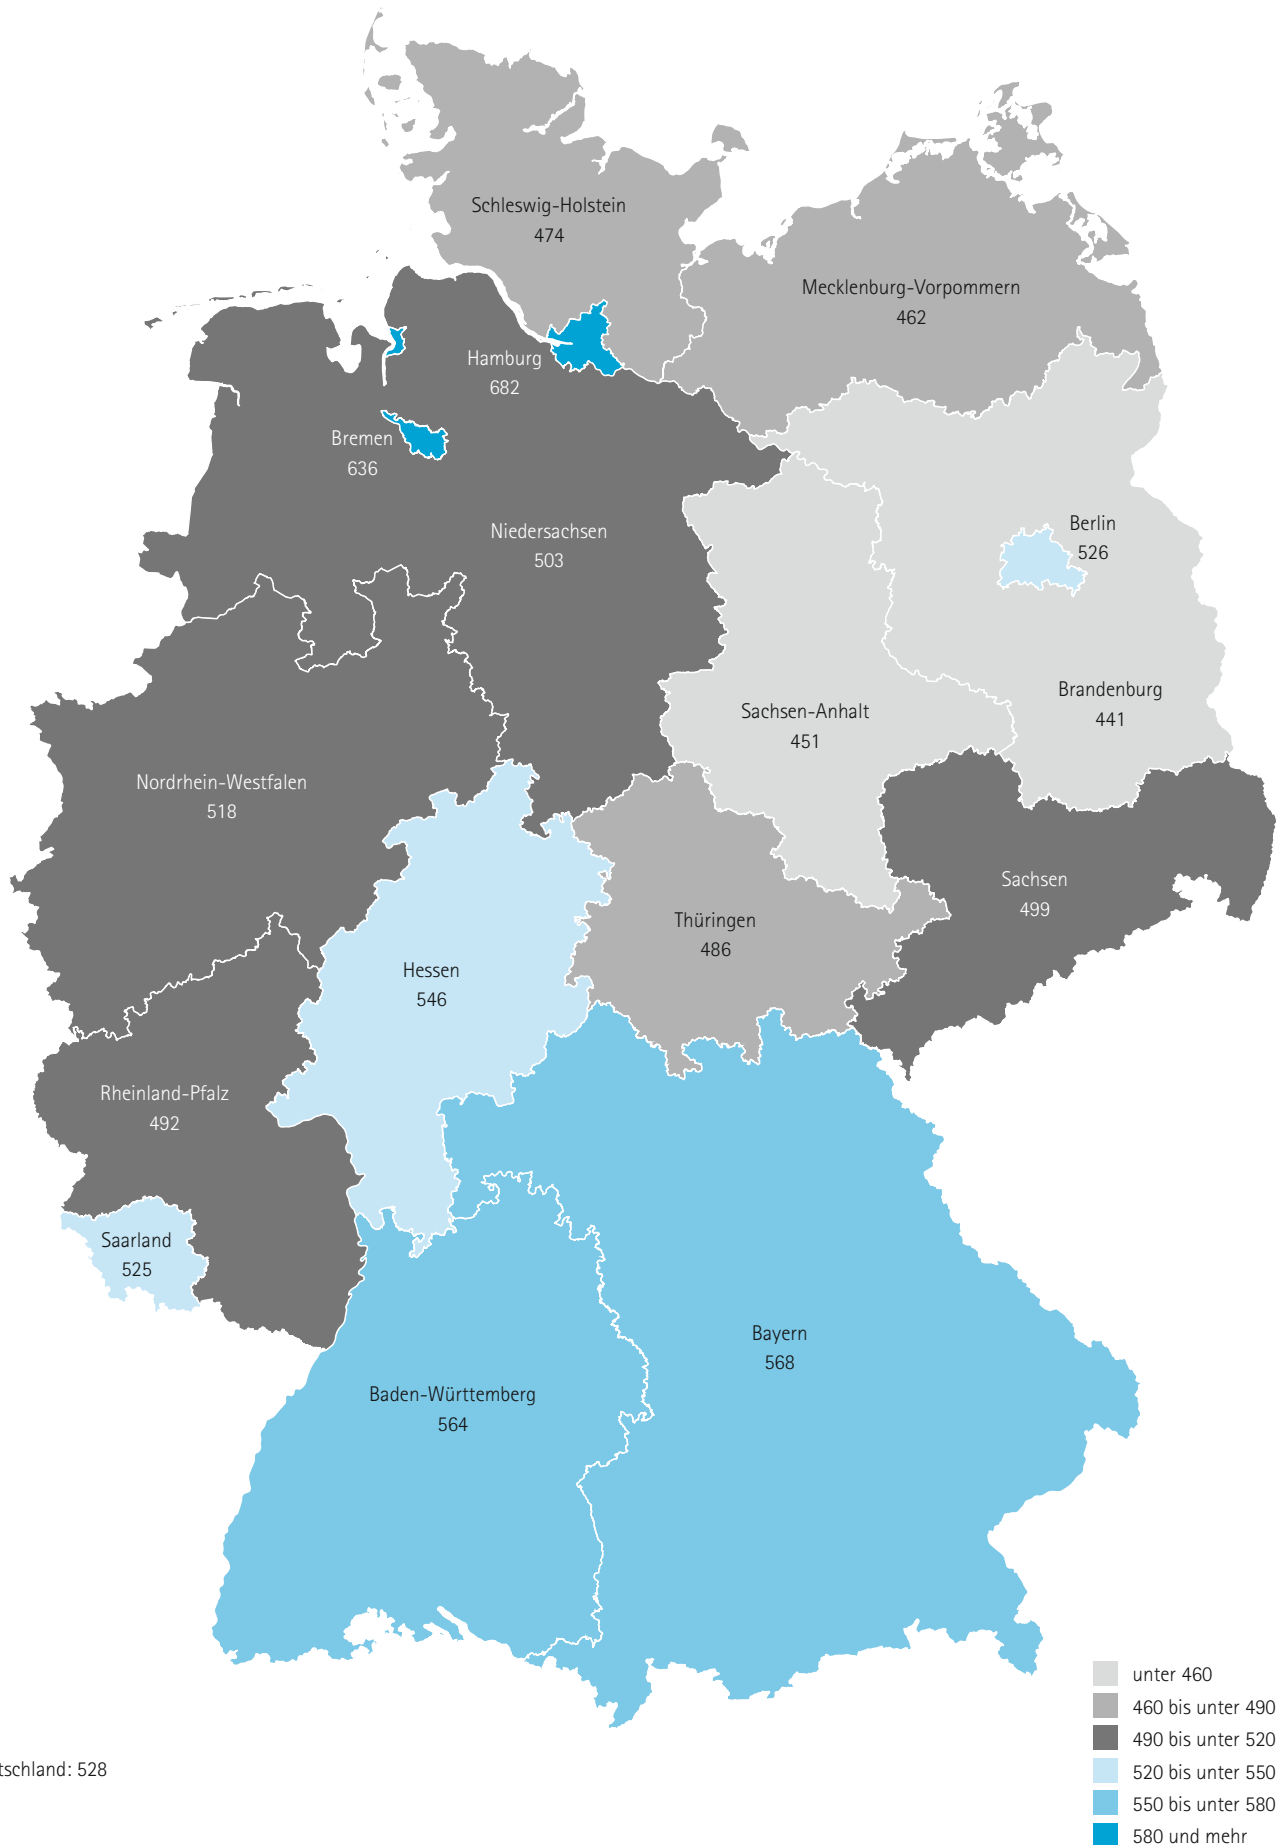 Schleswig-Holstein
474
Mecklenburg-Vorpommern
462
Hamburg
682
Bremen
636
Niedersachsen
503
Berlin
526
Brandenburg
441
Sachsen-Anhalt
451
Nordrhein-Westfalen
518
Sachsen
499
Thüringen
486
Hessen
546
Rheinland-Pfalz
492
Saarland
525
Bayern
568
Baden-Württemberg
564
unter 460
460 bis unter 490
490 bis unter 520
520 bis unter 550
550 bis unter 580
580 und mehr
tschland: 528